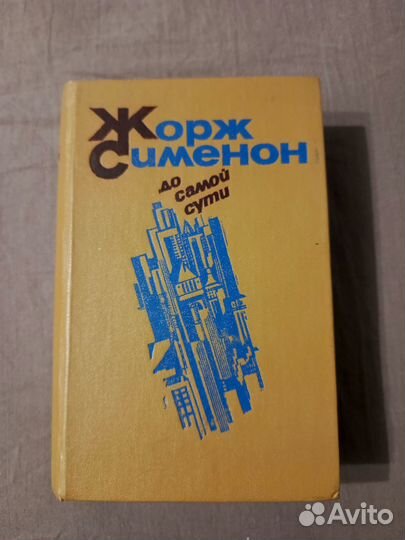 Жорж
Сименон
до
самой
сути
Avito